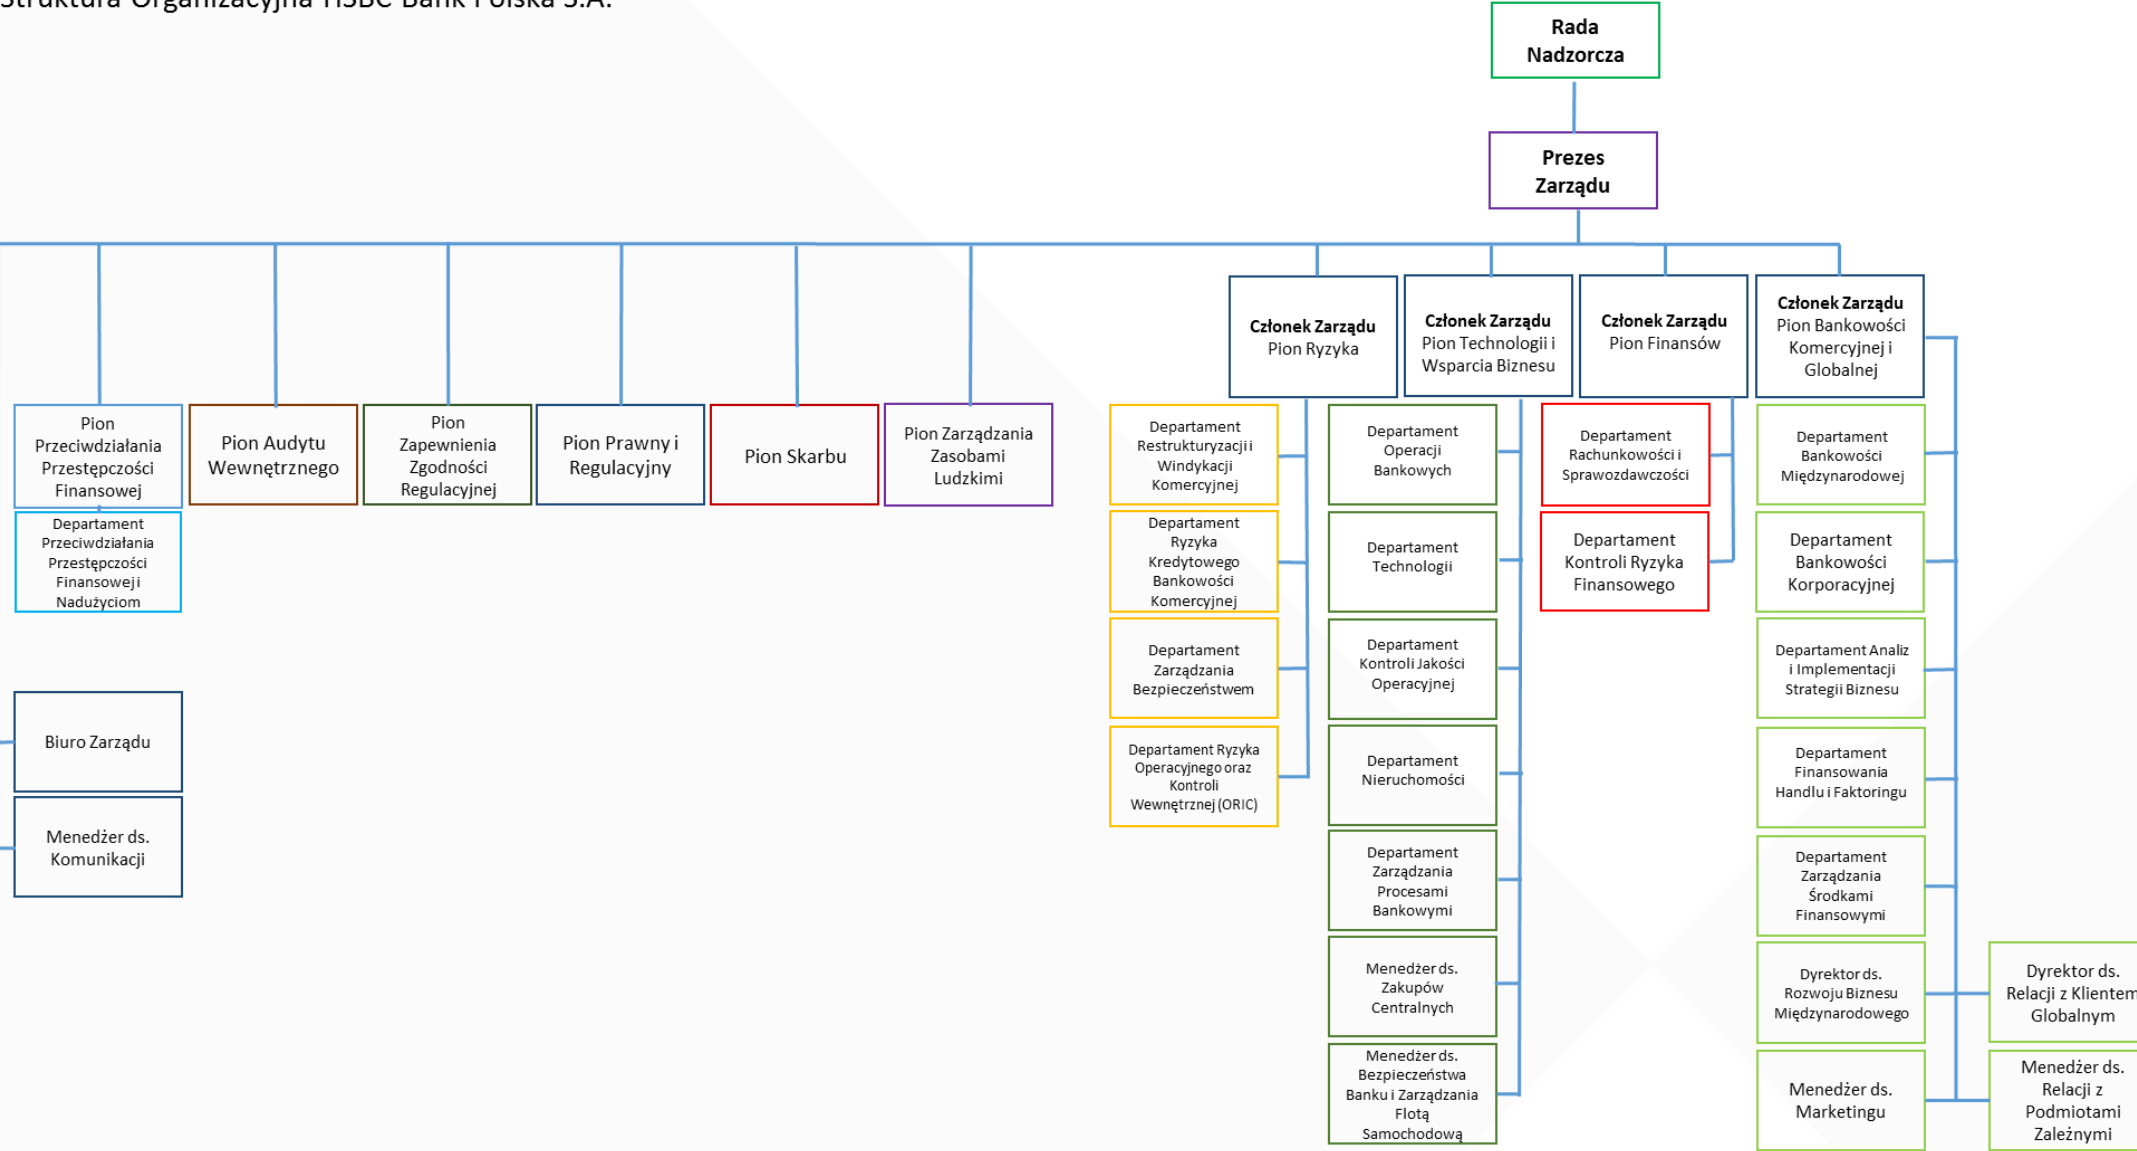 Struktura Organizacyjna HSBC Bank Polska S.A.
Rada
Nadzorcza
Prezes
Zarządu
Członek Zarządu
Pion Ryzyka
Członek Zarządu
Pion Technologii i
Wsparcia Biznesu
Członek Zarządu
Pion Finansów
Członek Zarządu
Pion Bankowości
Komercyjnej i
Globalnej
Pion
Przeciwdziałania
Przestępczości
Finansowej
Pion Audytu
Wewnętrznego
Pion
Zapewnienia
Zgodności
Regulacyjnej
Pion Prawny i
Regulacyjny
Pion Skarbu
Pion Zarządzania
Zasobami
Ludzkimi
Departament
Przeciwdziałania
Przestępczości
Finansowej i
Nadużyciom
Biuro Zarządu
Menedżer ds.
Komunikacji
Departament
Restrukturyzacji i
Windykacji
Komercyjnej
Departament
Ryzyka
Kredytowego
Bankowości
Komercyjnej
Departament
Zarządzania
Bezpieczeństwem
Departament Ryzyka
Operacyjnego oraz
Kontroli
Wewnętrznej (ORIC)
Departament
Operacji
Bankowych
Departament
Technologii
Departament
Kontroli Jakości
Operacyjnej
Departament
Nieruchomości
Departament
Zarządzania
Procesami
Bankowymi
Menedżer ds.
Zakupów
Centralnych
Menedżer ds.
Bezpieczeństwa
Banku i Zarządzania
Flotą
Samochodową
Departament
Rachunkowości i
Sprawozdawczości
Departament
Kontroli Ryzyka
Finansowego
Departament
Bankowości
Międzynarodowej
Departament
Bankowości
Korporacyjnej
Departament Analiz
i Implementacji
Strategii Biznesu
Departament
Finansowania
Handlu i Faktoringu
Departament
Zarządzania
Środkami
Finansowymi
Dyrektor ds.
Rozwoju Biznesu
Międzynarodowego
Menedżer ds.
Marketingu
Dyrektor ds.
Relacji z Klientem
Globalnym
Menedżer ds.
Relacji z
Podmiotami
Zależnymi